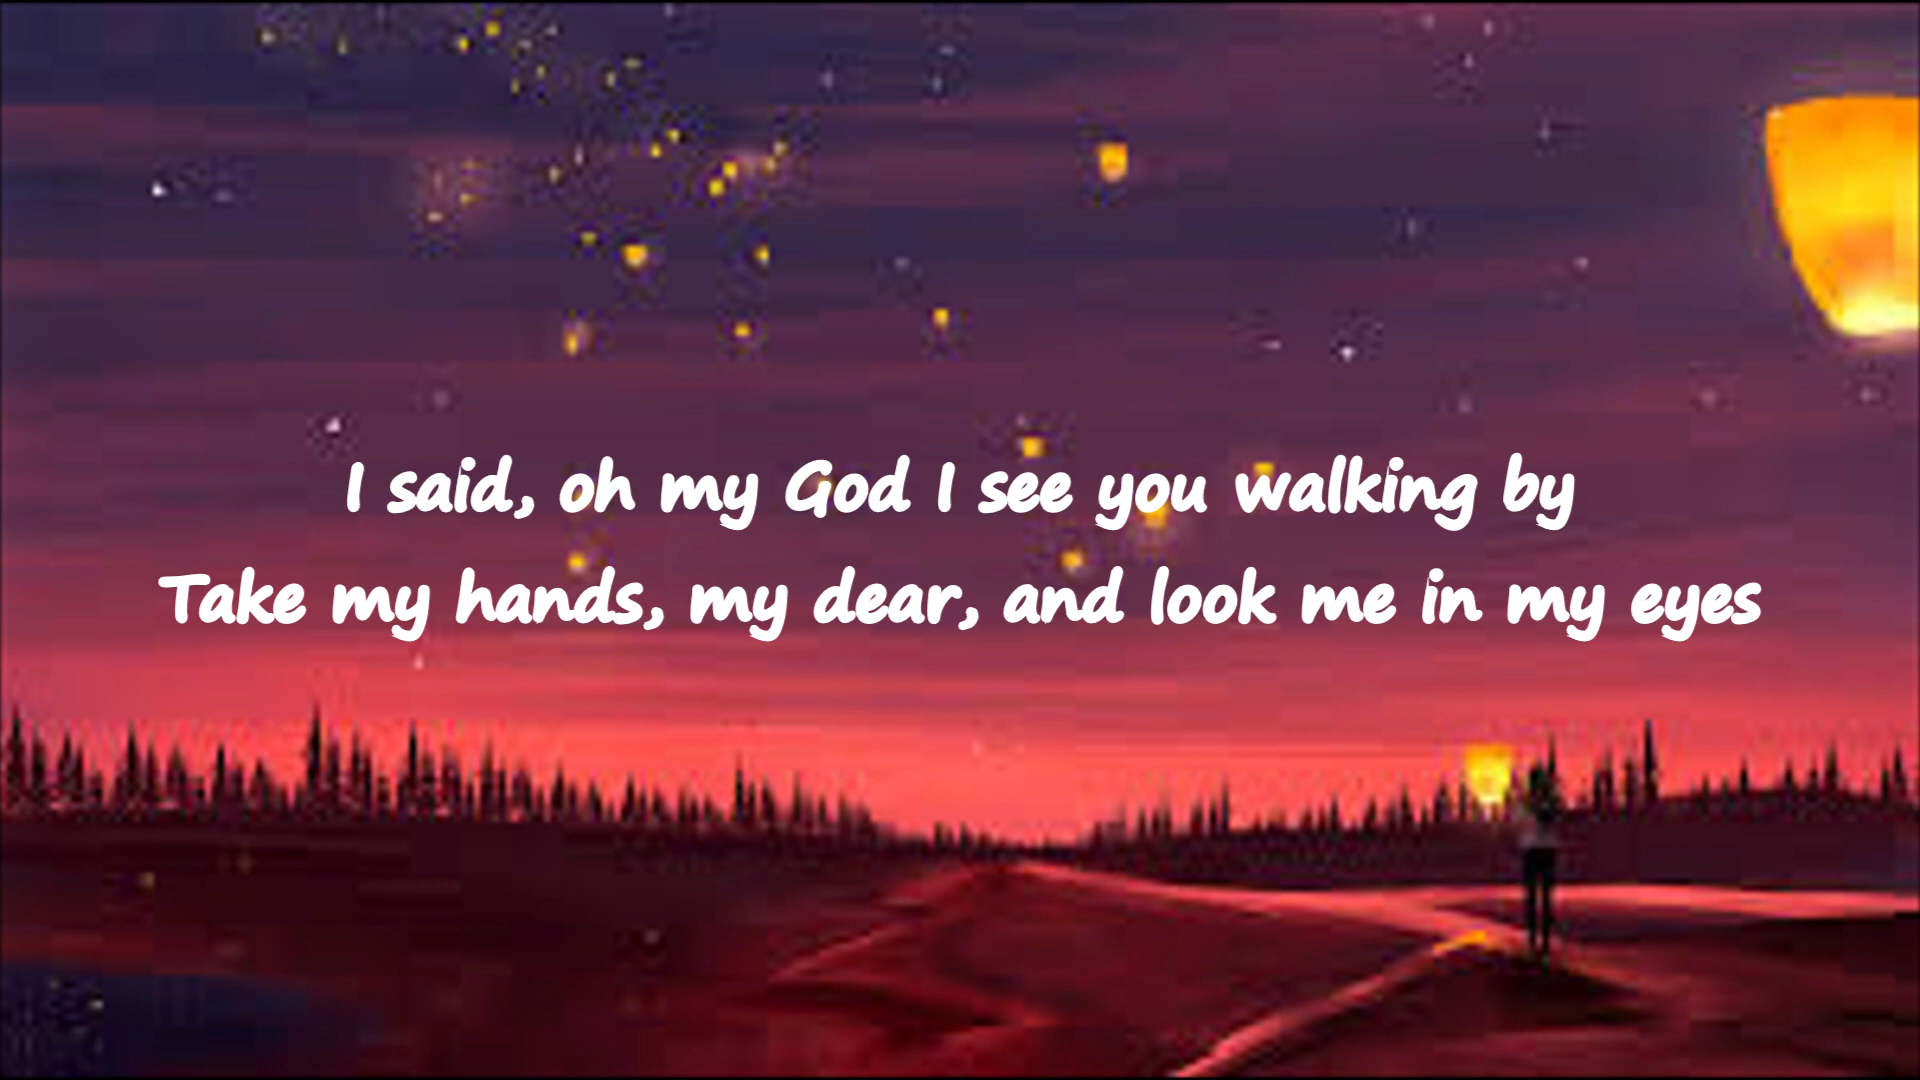 I said, oh my God I see you walking by
Take my hands, my dear, and look me in my eyes